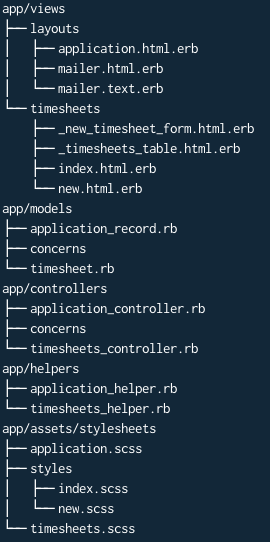 app/views
├── layouts
│   ├── application.html.erb
│   ├── mailer.html.erb
│   └── mailer.text.erb
└── timesheets
    ├── _new_timesheet_form.html.erb
    ├── _timesheets_table.html.erb
    ├── index.html.erb
    └── new.html.erb
app/models
├── application_record.rb
├── concerns
└── timesheet.rb
app/controllers
├── application_controller.rb
├── concerns
└── timesheets_controller.rb
app/helpers
├── application_helper.rb
└── timesheets_helper.rb
app/assets/stylesheets
├── application.scss
├── styles
│   ├── index.scss
│   └── new.scss
└── timesheets.scss